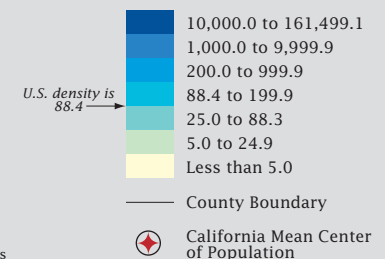 10,000.0 to 161,499.1
1,000.0 to 9,999.9
200.0 to 999.9
U.S. density is
88.4
88.4 to 199.9
25.0 to 88.3
5.0 to 24.9
Less than 5.0
County Boundary
California Mean Center
of Population